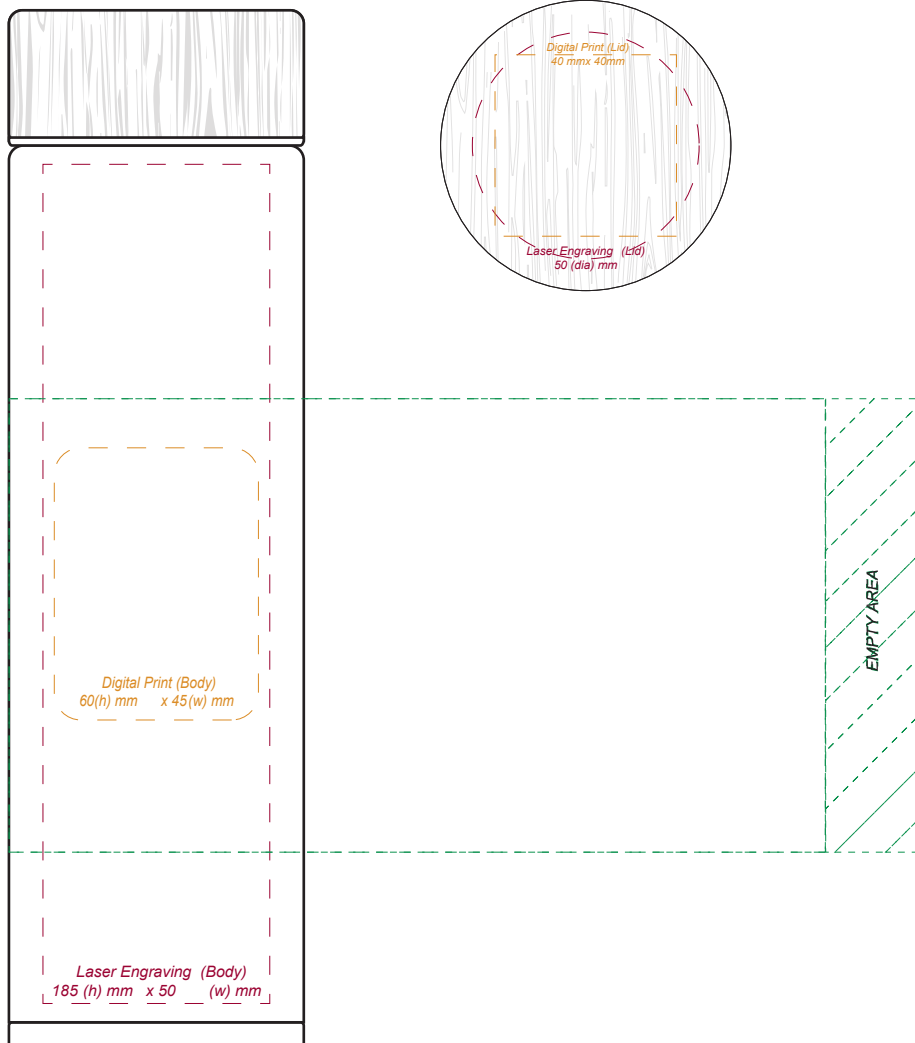 Digital Print (Lid)
40 mmx 40mm
Laser Engraving (Lid)
50 (dia) mm
EMPTY AREA
Digital Print (Body)
60(h) mm x 45(w) mm
Laser Engraving (Body)
185 (h) mm x 50 (w) mm